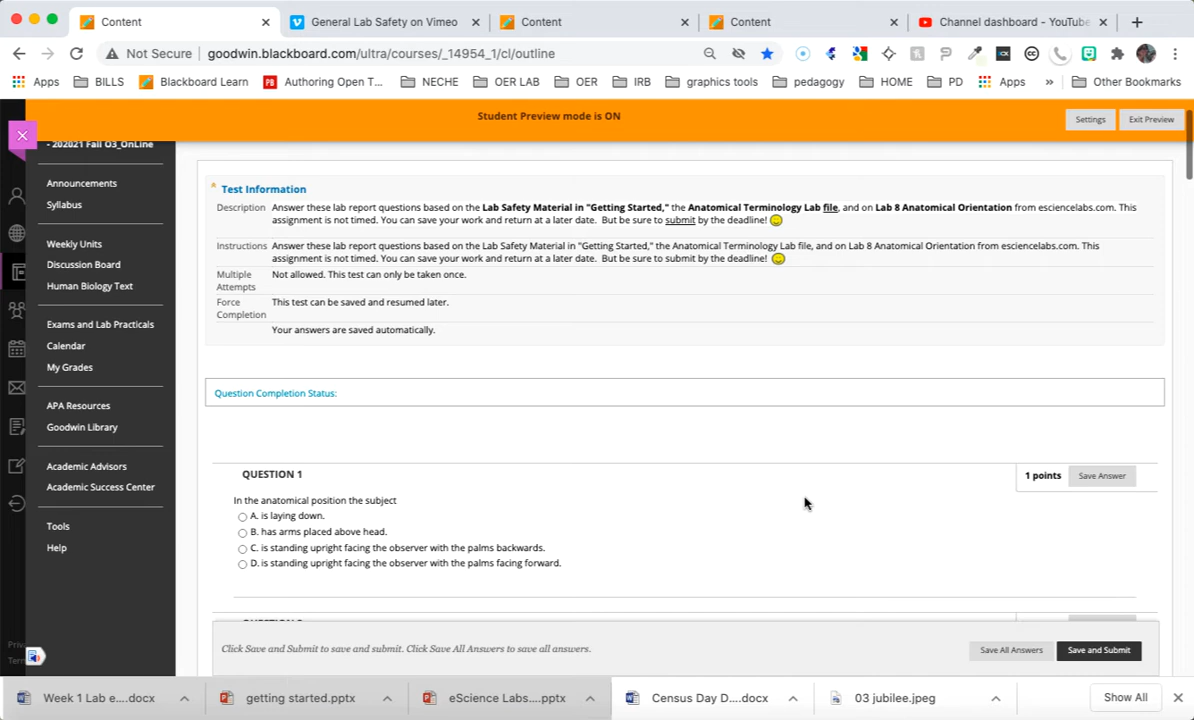 Content
General Lab Safety on Vimeo
Content
Content
Channel dashboard - YouTube
Not Secure
goodwin.blackboard.com/ultra/courses/_14954_1/cl/outline
Apps
BILLS
Blackboard Learn
Authoring Open T...
NECHE
OER LAB
OER
IRB
graphics tools
pedagogy
HOME
PD
Apps
»
Other Bookmarks
Student Preview mode is ON
Settings
Exit Preview
- 202021 Fall O3_OnLine
Announcements
Syllabus
Weekly Units
Discussion Board
Human Biology Text
Exams and Lab Practicals
Calendar
My Grades
APA Resources
Goodwin Library
Academic Advisors
Academic Success Center
Tools
Help
* Test Information
Description Answer these lab report questions based on the Lab Safety Material in "Getting Started," the Anatomical Terminology Lab file, and on Lab 8 Anatomical Orientation from esciencelabs.com. This
assignment is not timed. You can save your work and return at a later date. But be sure to submit by the deadline!
Instructions Answer these lab report questions based on the Lab Safety Material in "Getting Started," the Anatomical Terminology Lab file, and on Lab 8 Anatomical Orientation from esciencelabs.com. This
assignment is not timed. You can save your work and return at a later date. But be sure to submit by the deadline!
Multiple Attempts Not allowed. This test can only be taken once.
Force Completion This test can be saved and resumed later.
Your answers are saved automatically.
Question Completion Status:
QUESTION 1
1 points
Save Answer
In the anatomical position the subject
A. is laying down.
B. has arms placed above head.
C. is standing upright facing the observer with the palms backwards.
D. is standing upright facing the observer with the palms facing forward.
Click Save and Submit to save and submit. Click Save All Answers to save all answers.
Save All Answers
Save and Submit
Week 1 Lab e....docx
getting started.pptx
eScience Labs....pptx
Census Day D....docx
03 jubilee.jpeg
Show All